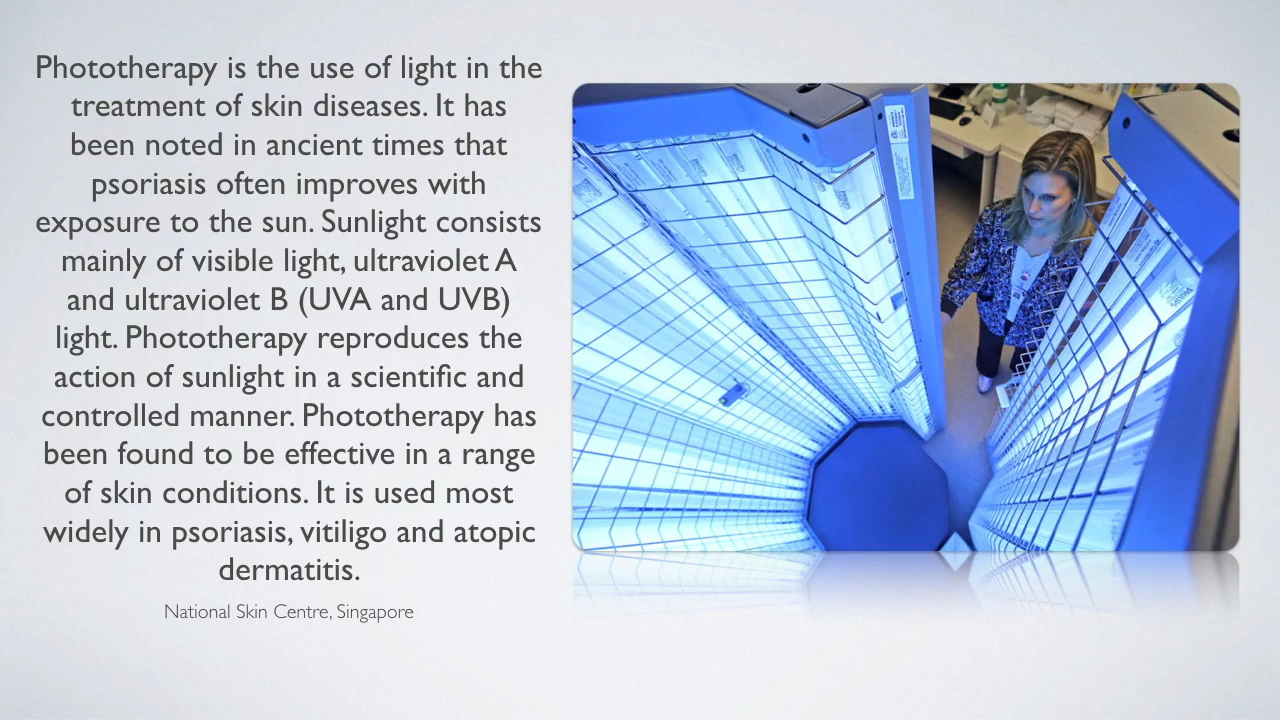 Phototherapy is the use of light in the
treatment of skin diseases. It has
been noted in ancient times that
psoriasis often improves with
exposure to the sun. Sunlight consists
mainly of visible light, ultraviolet A
and ultraviolet B (UVA and UVB)
light. Phototherapy reproduces the
action of sunlight in a scientific and
controlled manner. Phototherapy has
been found to be effective in a range
of skin conditions. It is used most
widely in psoriasis, vitiligo and atopic
dermatitis.
National Skin Centre, Singapore